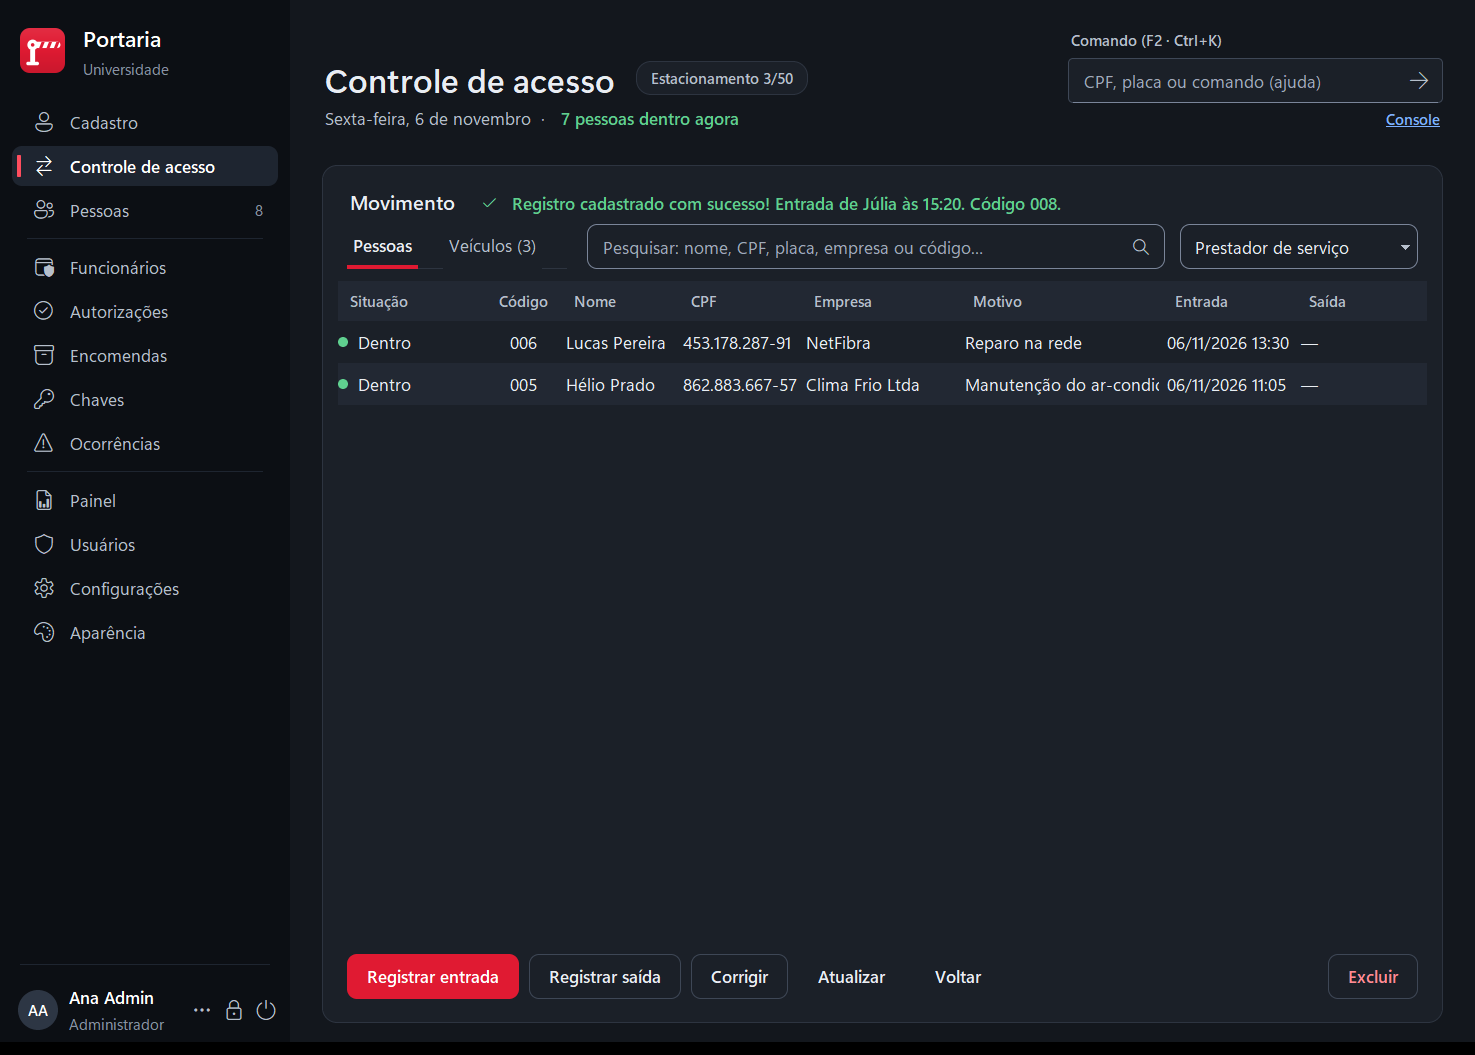 Portaria
Universidade
Cadastro
Controle de acesso
Pessoas 8
Funcionários
Autorizações
Encomendas
Chaves
Ocorrências
Painel
Usuários
Configurações
Aparência
AA
Ana Admin
Administrador
Controle de acesso
Estacionamento 3/50
Sexta-feira, 6 de novembro · 7 pessoas dentro agora
Comando (F2 · Ctrl+K)
CPF, placa ou comando (ajuda)
Console
Movimento
Registro cadastrado com sucesso! Entrada de Júlia às 15:20. Código 008.
Pessoas Veículos (3)
Pesquisar: nome, CPF, placa, empresa ou código...
Prestador de serviço
Situação Código Nome CPF Empresa Motivo Entrada Saída
Dentro 006 Lucas Pereira 453.178.287-91 NetFibra Reparo na rede 06/11/2026 13:30 —
Dentro 005 Hélio Prado 862.883.667-57 Clima Frio Ltda Manutenção do ar-condic 06/11/2026 11:05 —
Registrar entrada Registrar saída Corrigir Atualizar Voltar Excluir